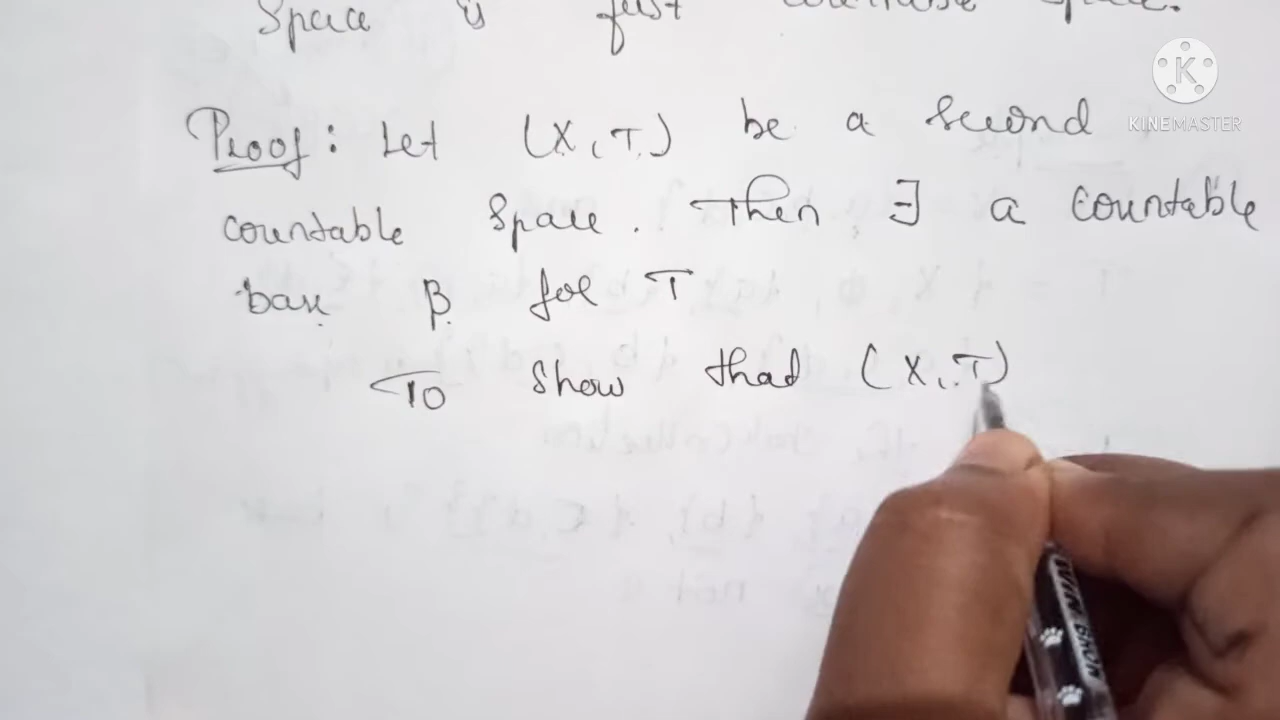 Space is first countable space.
KINEMASTER
Proof: Let (X, T) be a second
countable space. Then ∃ a countable
base β for T
To show that (X, T)